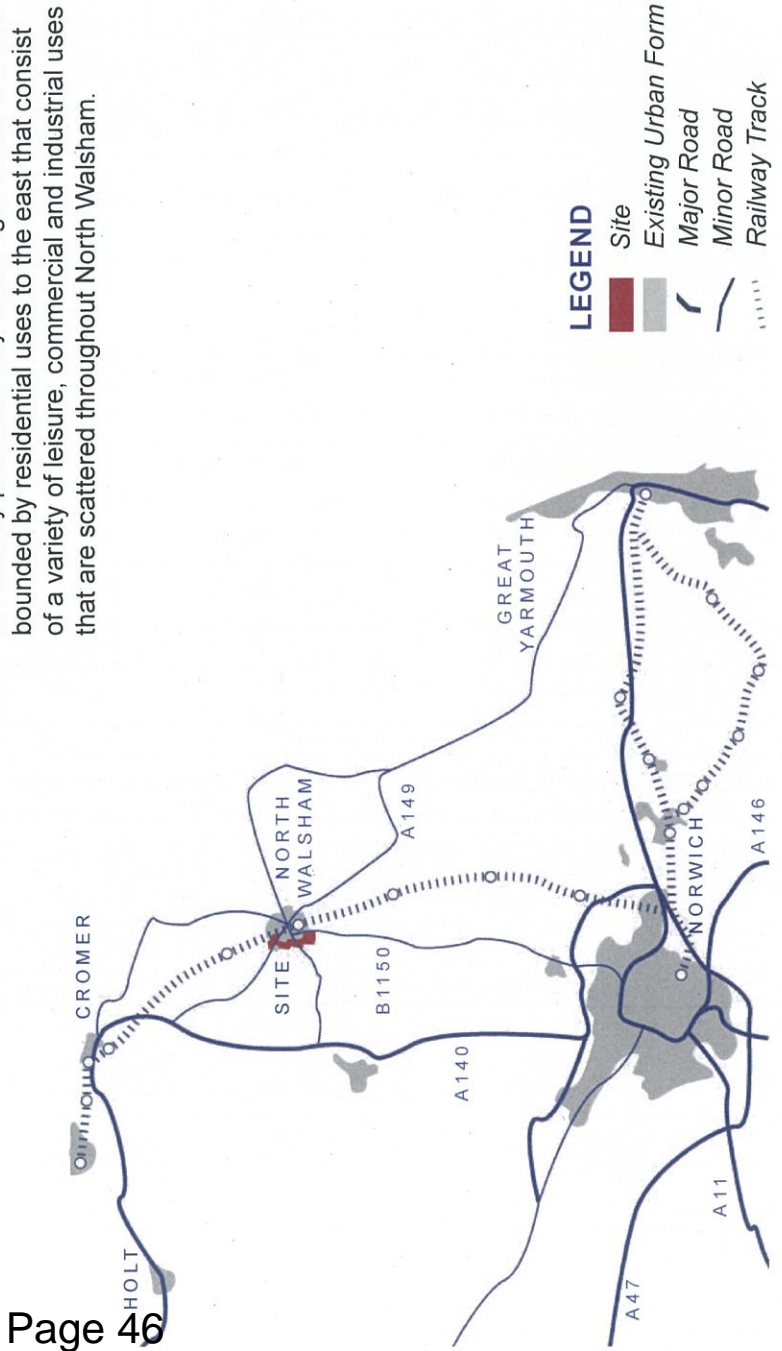 bounded by residential uses to the east that consist
of a variety of leisure, commercial and industrial uses
that are scattered throughout North Walsham.
HOLT
CROMER
SITE
NORTH
WALSHAM
B1150
A149
A140
GREAT
YARMOUTH
NORWICH
A47
A11
A146
LEGEND
Site
Existing Urban Form
Major Road
Minor Road
Railway Track
Page 46